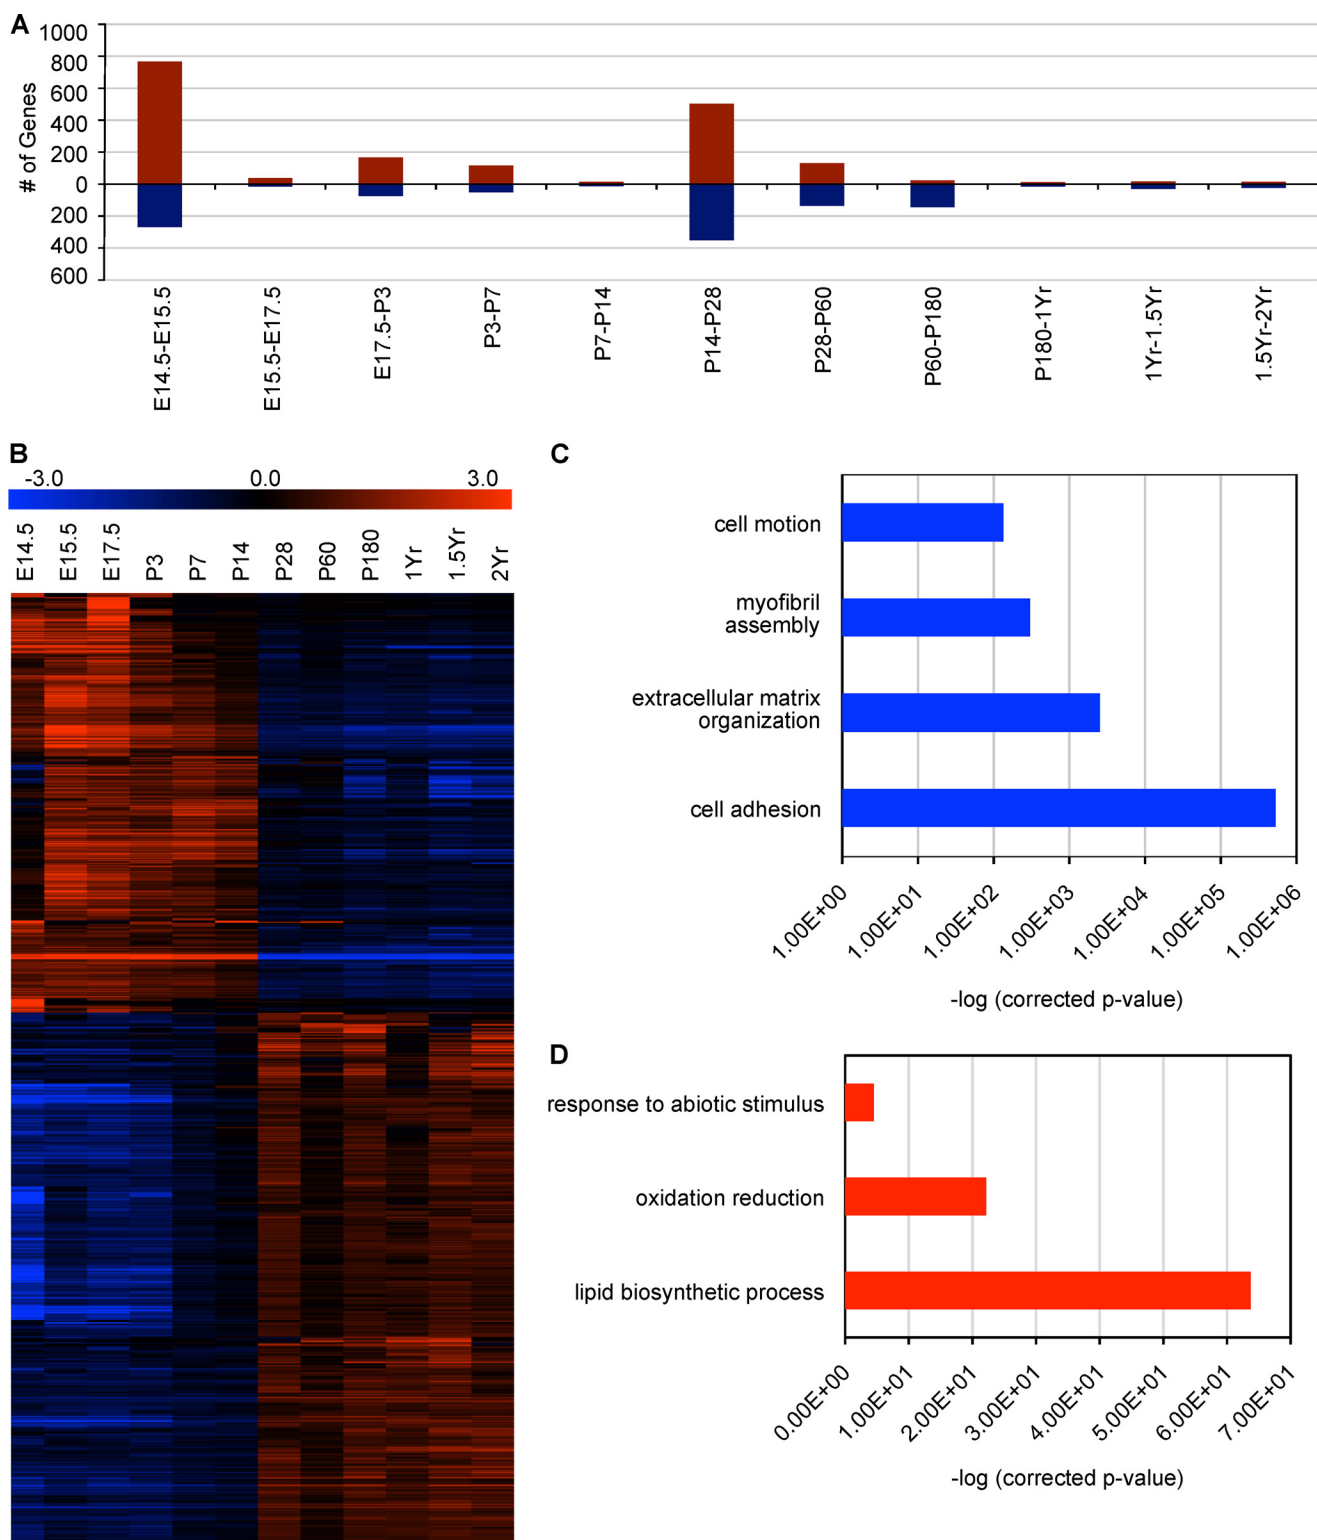 A
1000
800
600
400
200
0
200
400
600
# of Genes
E14.5-E15.5
E15.5-E17.5
E17.5-P3
P3-P7
P7-P14
P14-P28
P28-P60
P60-P180
P180-1Yr
1Yr-1.5Yr
1.5Yr-2Yr
B
-3.0 0.0 3.0
E14.5
E15.5
E17.5
P3
P7
P14
P28
P60
P180
1Yr
1.5Yr
2Yr
C
cell motion
myofibril
assembly
extracellular matrix
organization
cell adhesion
1.00E+00
1.00E+01
1.00E+02
1.00E+03
1.00E+04
1.00E+05
1.00E+06
-log (corrected p-value)
D
response to abiotic stimulus
oxidation reduction
lipid biosynthetic process
0.00E+00
1.00E+01
2.00E+01
3.00E+01
4.00E+01
5.00E+01
6.00E+01
7.00E+01
-log (corrected p-value)